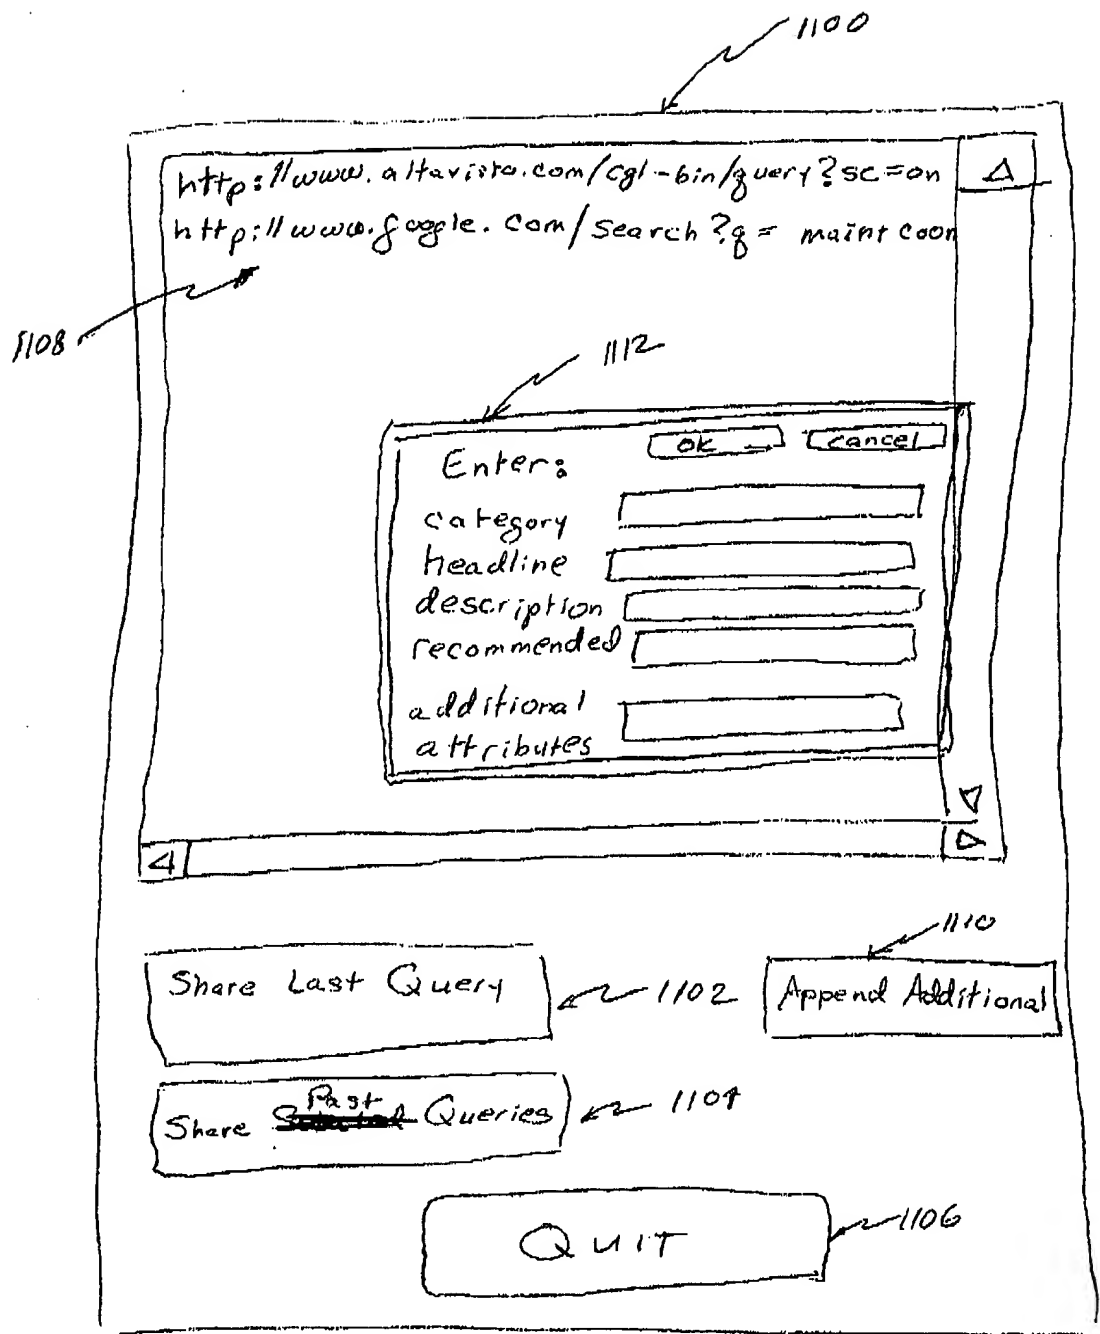 1100
http://www.altavista.com/cgi-bin/query?sc=on
http://www.google.com/search?q= maint coon
1108
1112
Enter:
ok
cancel
category
headline
description
recommended
additional
attributes
1110
Share Last Query
1102
Append Additional
Past
Share Queries
1104
QUIT
1106